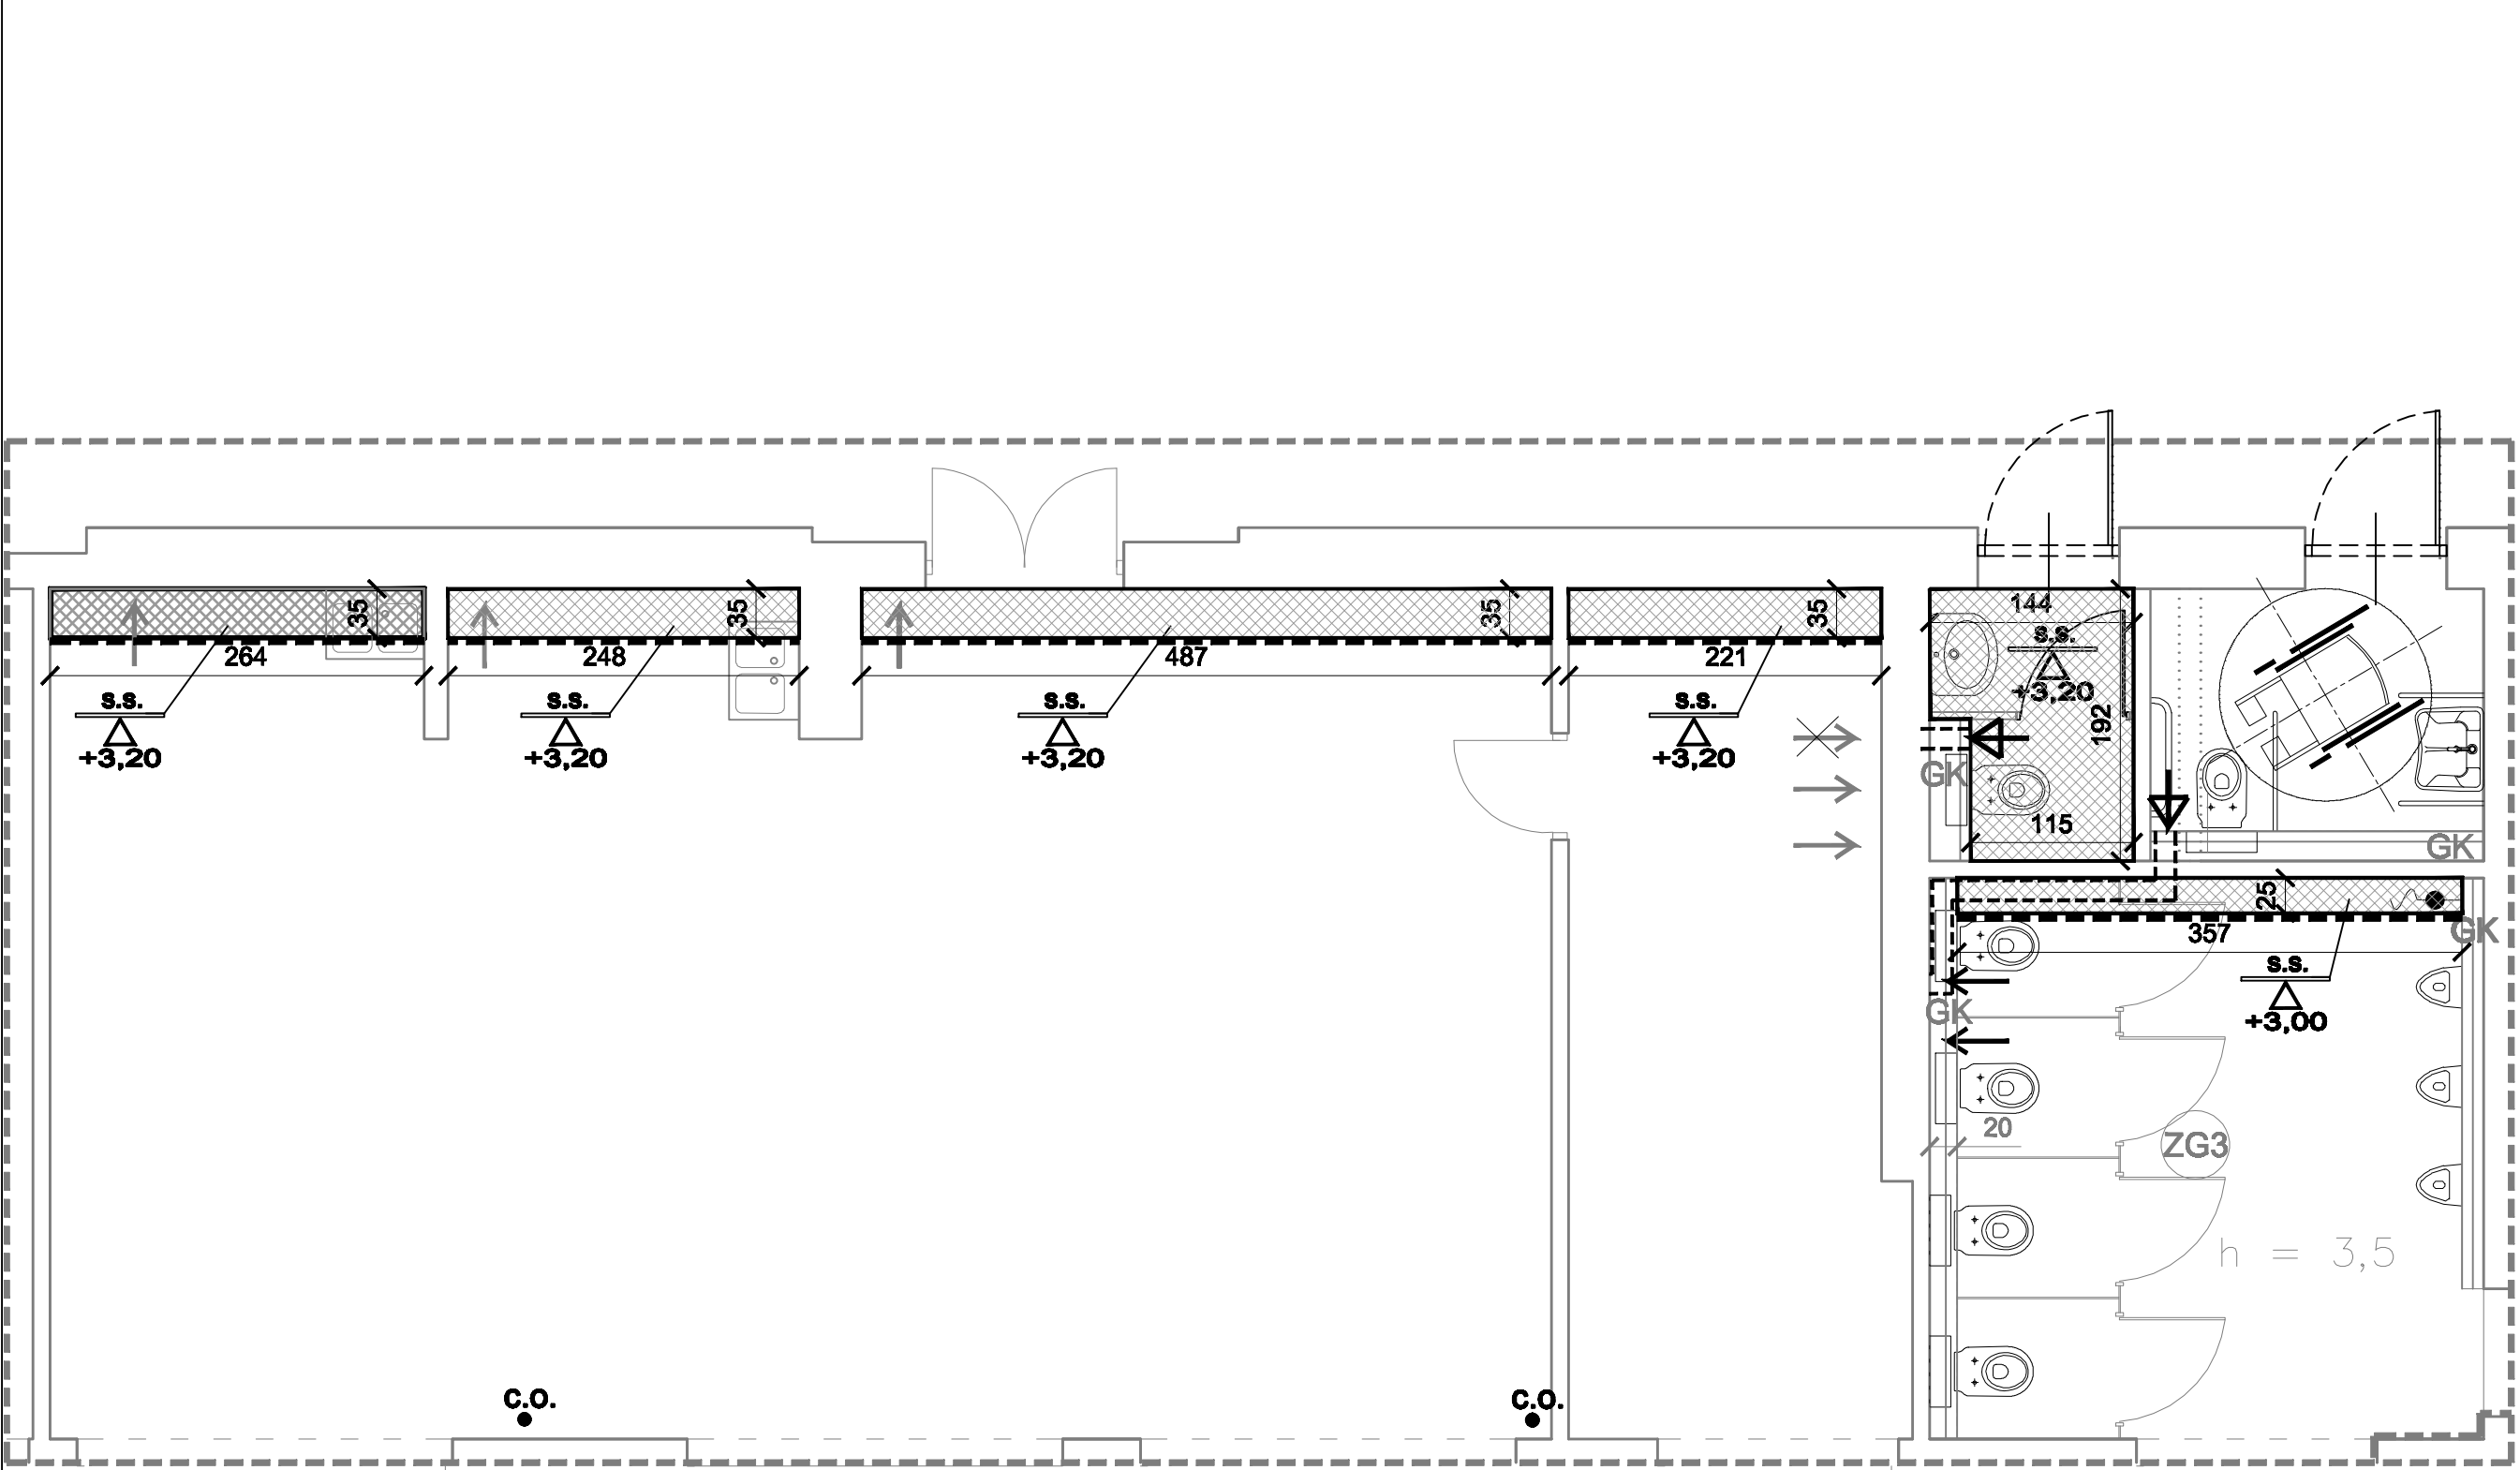 144
s.s.
+3,20
192
115
35
35
35
35
264
248
487
221
s.s.
s.s.
s.s.
s.s.
+3,20
+3,20
+3,20
+3,20
GK
GK
25
357
GK
s.s.
+3,00
GK
20
ZG3
h = 3,5
c.o.
c.o.